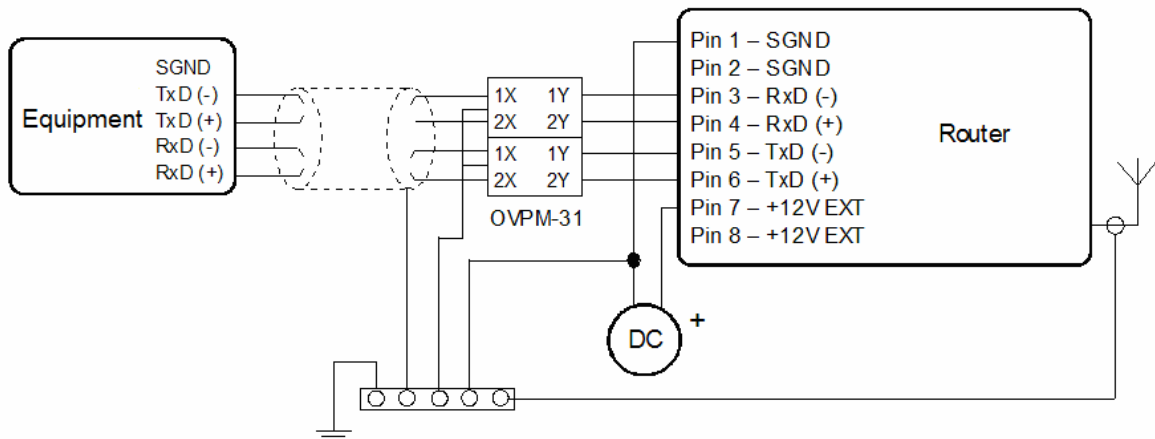 Equipment
SGND
TxD (-)
TxD (+)
RxD (-)
RxD (+)
1X 1Y
2X 2Y
1X 1Y
2X 2Y
OVPM-31
Pin 1 – SGND
Pin 2 – SGND
Pin 3 – RxD (-)
Pin 4 – RxD (+)
Pin 5 – TxD (-)
Pin 6 – TxD (+)
Pin 7 – +12V EXT
Pin 8 – +12V EXT
Router
DC +